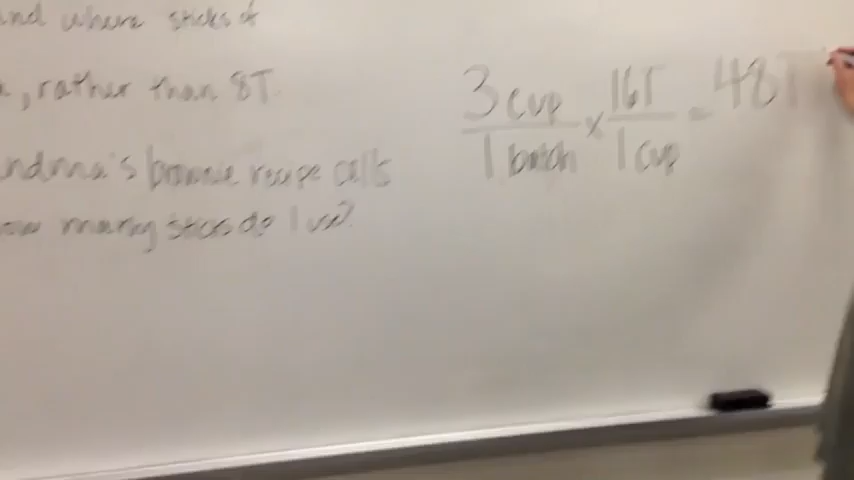 and where sticks of
, rather than 8T
ndma's brownie recipe calls
ow many sticks do I use?
3 cup / 1 batch × 16T / 1 cup = 48T